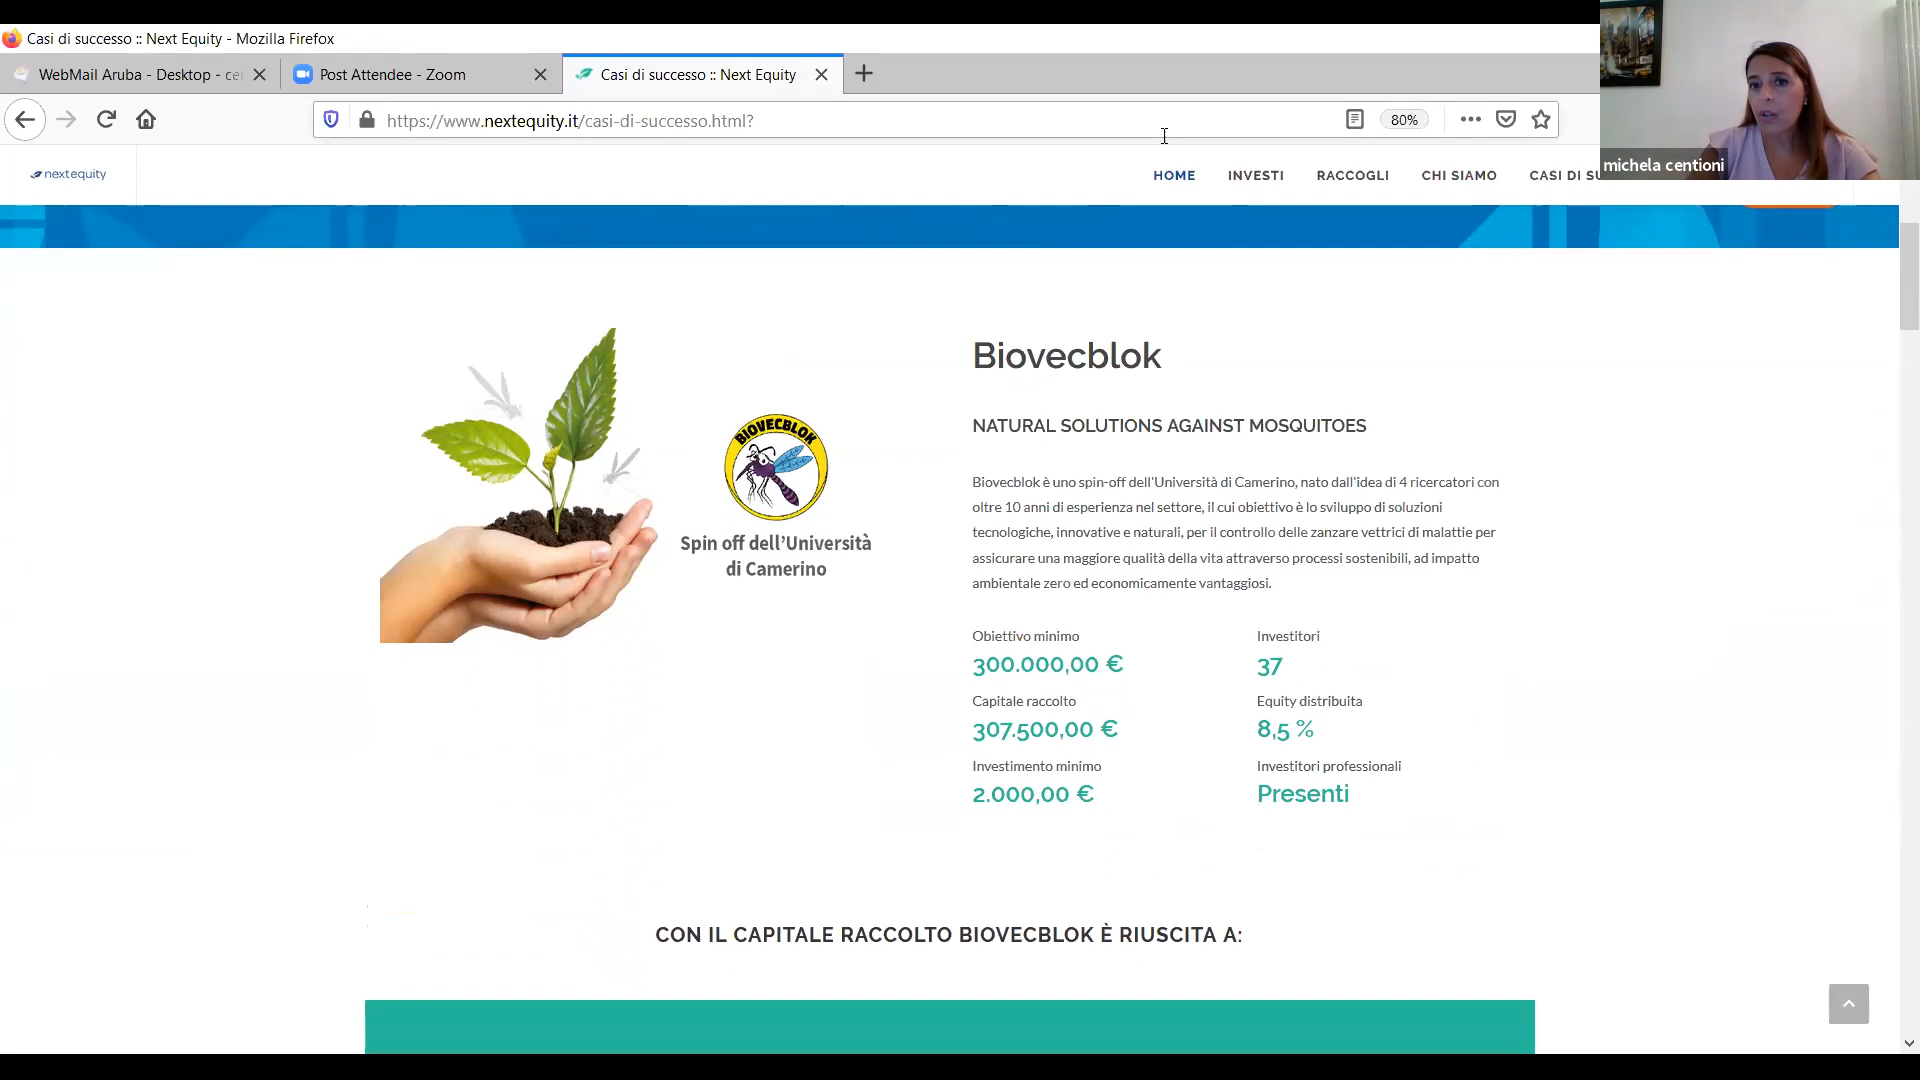 Casi di successo :: Next Equity - Mozilla Firefox
WebMail Aruba - Desktop - ce
Post Attendee - Zoom
Casi di successo :: Next Equity
https://www.nextequity.it/casi-di-successo.html?
80%
michela centioni
nextequity
HOME
INVESTI
RACCOGLI
CHI SIAMO
CASI DI SU
Biovecblok
NATURAL SOLUTIONS AGAINST MOSQUITOES
BIOVECBLOK
Spin off dell'Università
di Camerino
Biovecblok è uno spin-off dell'Università di Camerino, nato dall'idea di 4 ricercatori con
oltre 10 anni di esperienza nel settore, il cui obiettivo è lo sviluppo di soluzioni
tecnologiche, innovative e naturali, per il controllo delle zanzare vettrici di malattie per
assicurare una maggiore qualità della vita attraverso processi sostenibili, ad impatto
ambientale zero ed economicamente vantaggiosi.
Obiettivo minimo
300.000,00 €
Investitori
37
Capitale raccolto
307.500,00 €
Equity distribuita
8,5 %
Investimento minimo
2.000,00 €
Investitori professionali
Presenti
CON IL CAPITALE RACCOLTO BIOVECBLOK È RIUSCITA A: